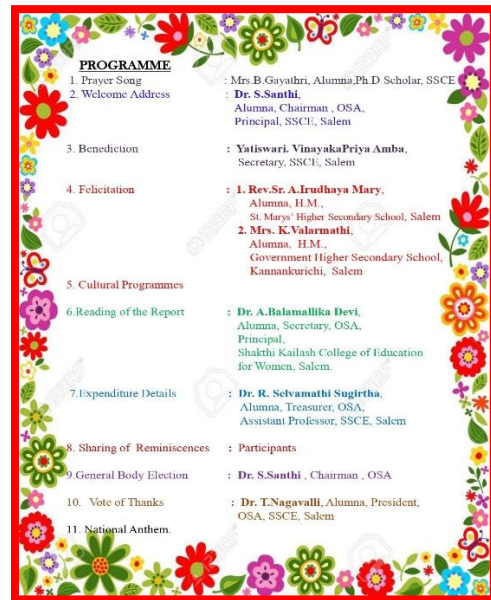 PROGRAMME
1. Prayer Song : Mrs.B.Gayathri, Alumna,Ph.D Scholar, SSCE
2. Welcome Address : Dr. S.Santhi,
Alumna, Chairman , OSA,
Principal, SSCE, Salem
3. Benediction : Yatiswari. VinayakaPriya Amba,
Secretary, SSCE, Salem
4. Felicitation : 1. Rev.Sr. A.Irudhaya Mary,
Alumna, H.M.,
St. Marys’ Higher Secondary School, Salem
2. Mrs. K.Valarmathi,
Alumna, H.M.,
Government Higher Secondary School,
Kannankurichi, Salem
5. Cultural Programmes
6.Reading of the Report : Dr. A.Balamallika Devi,
Alumna, Secretary, OSA,
Principal,
Shakthi Kailash College of Education
for Women, Salem.
7.Expenditure Details : Dr. R. Selvamathi Sugirtha,
Alumna, Treasurer, OSA,
Assistant Professor, SSCE, Salem
8. Sharing of Reminiscences : Participants
9.General Body Election : Dr. S.Santhi , Chairman , OSA
10. Vote of Thanks : Dr. T.Nagavalli, Alumna, President,
OSA, SSCE, Salem
11. National Anthem.